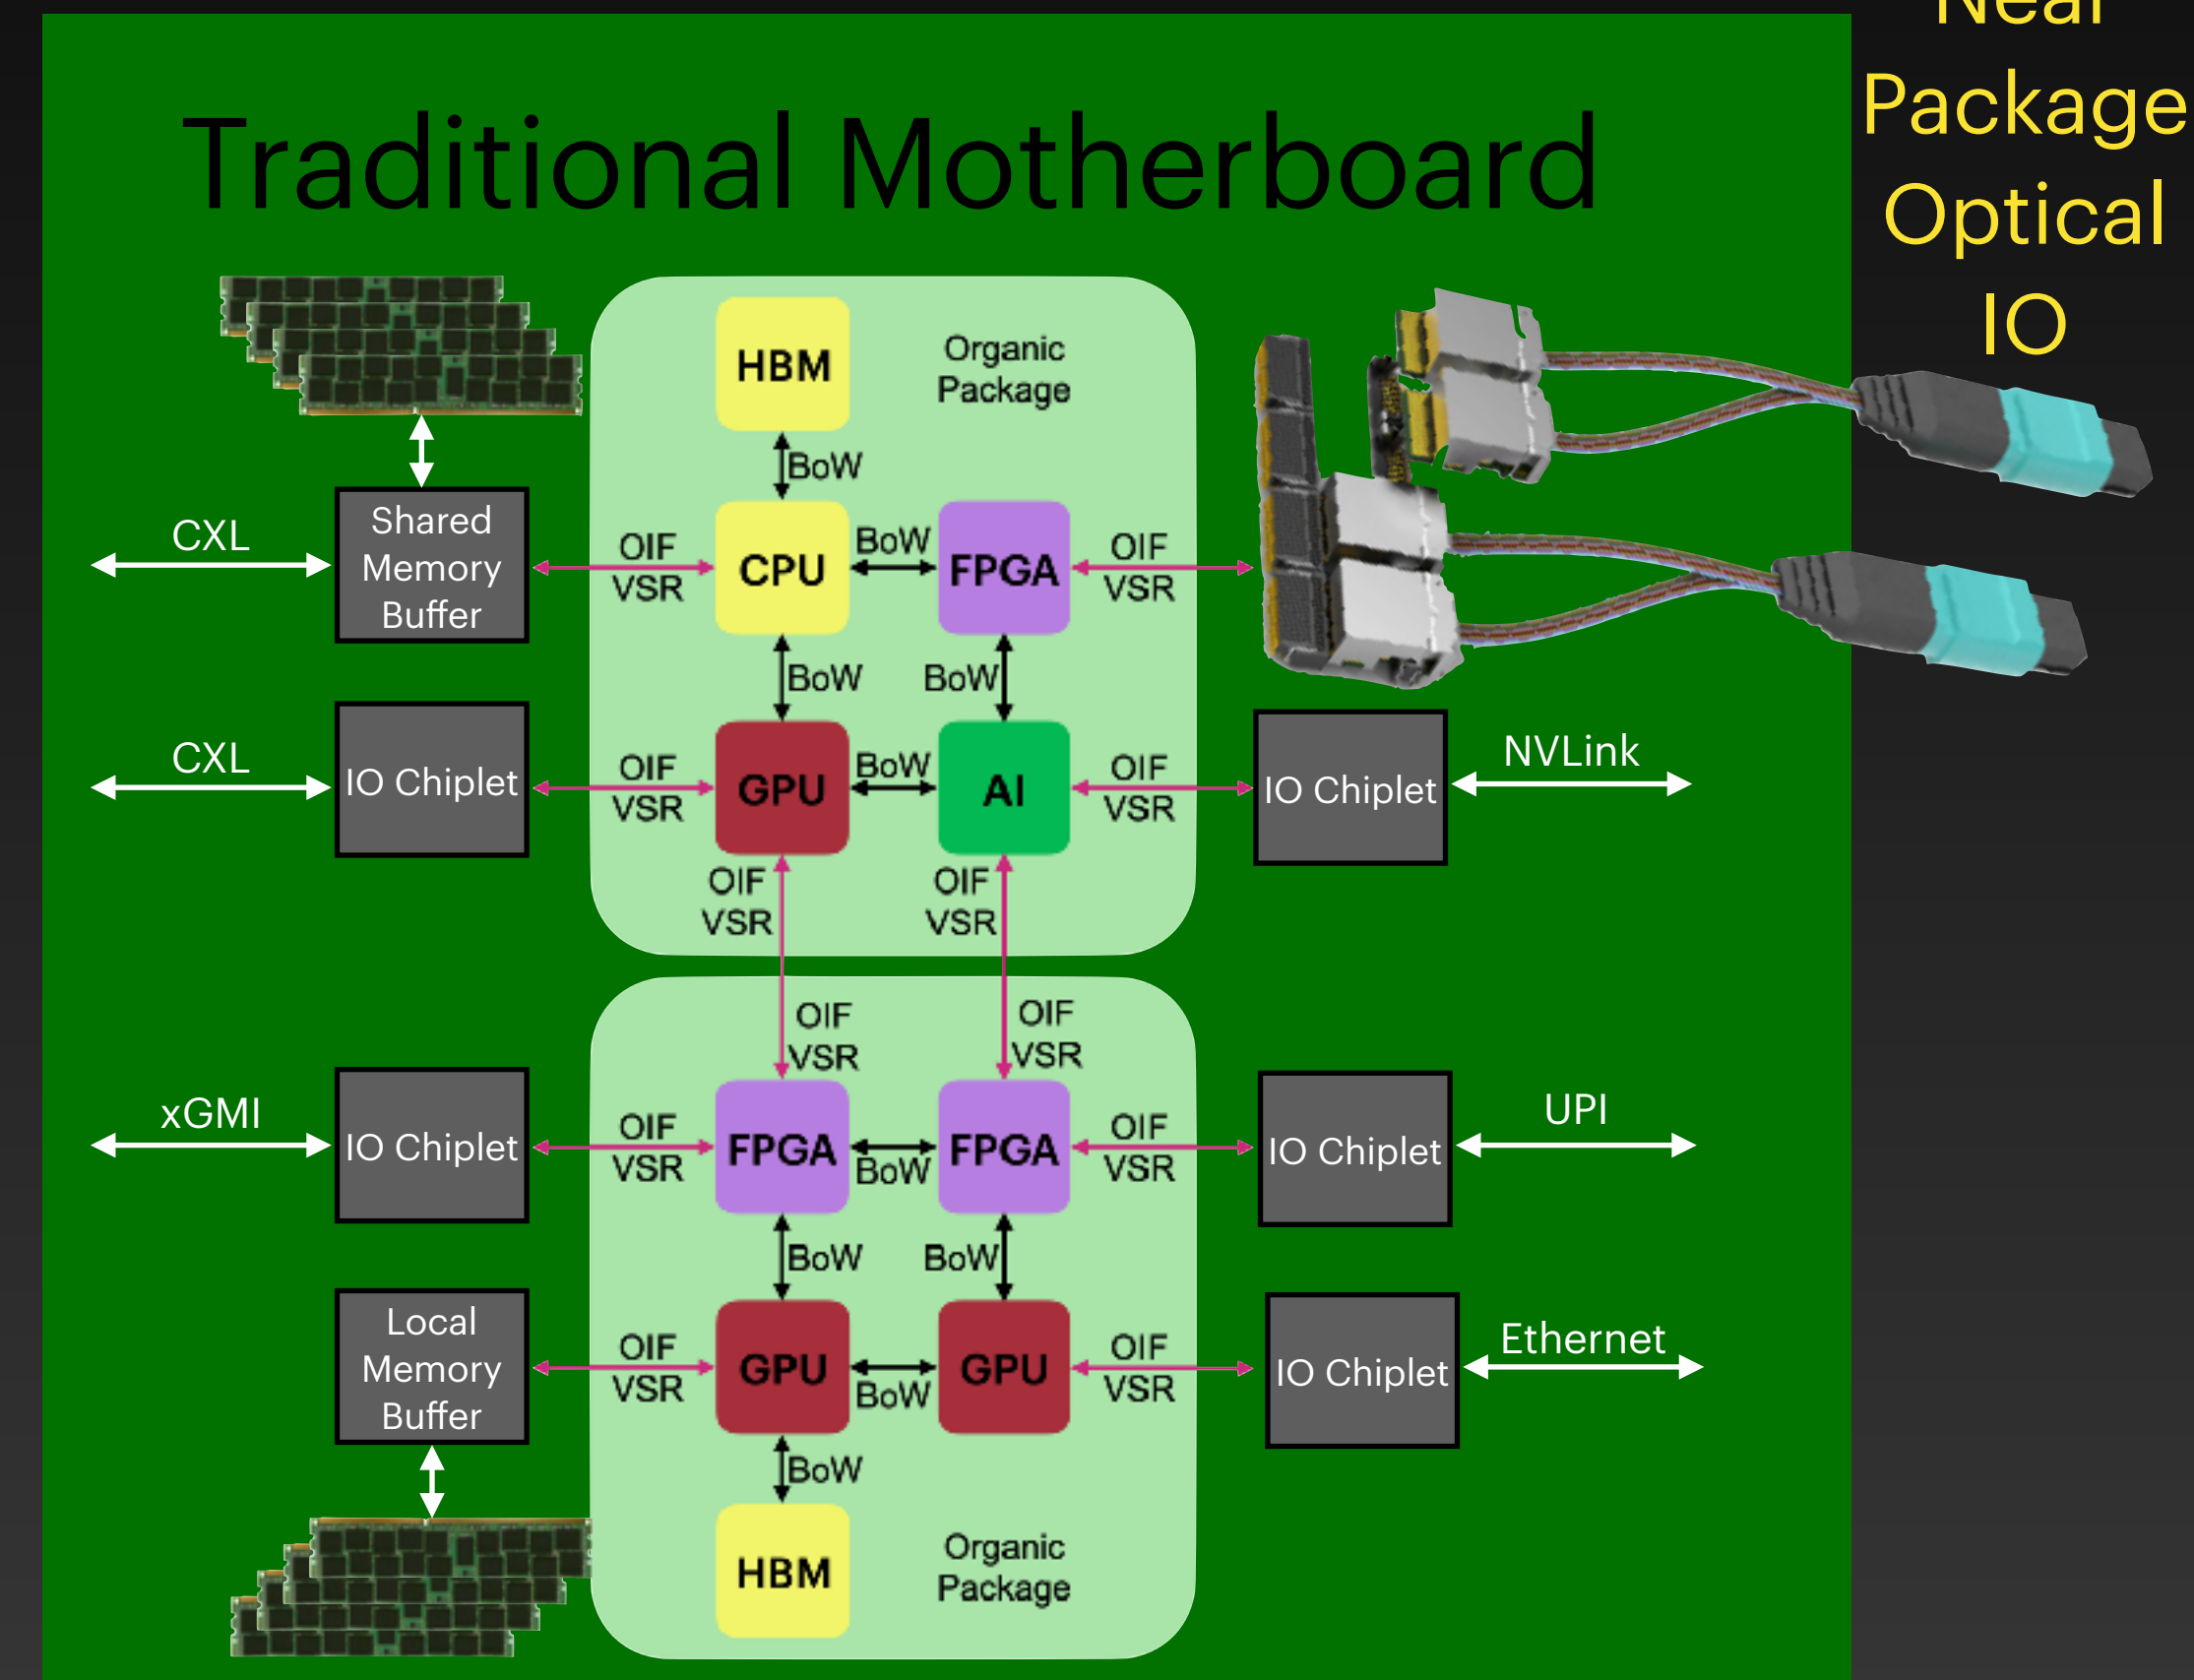 Near
Package
Optical
IO
Traditional Motherboard
HBM
Organic
Package
BoW
CXL
Shared
Memory
Buffer
OIF
VSR
CPU
BoW
FPGA
OIF
VSR
BoW
BoW
CXL
IO Chiplet
OIF
VSR
GPU
BoW
AI
OIF
VSR
IO Chiplet
NVLink
OIF
VSR
OIF
VSR
OIF
VSR
OIF
VSR
xGMI
IO Chiplet
OIF
VSR
FPGA
BoW
FPGA
OIF
VSR
IO Chiplet
UPI
BoW
BoW
Local
Memory
Buffer
OIF
VSR
GPU
BoW
GPU
OIF
VSR
IO Chiplet
Ethernet
BoW
HBM
Organic
Package